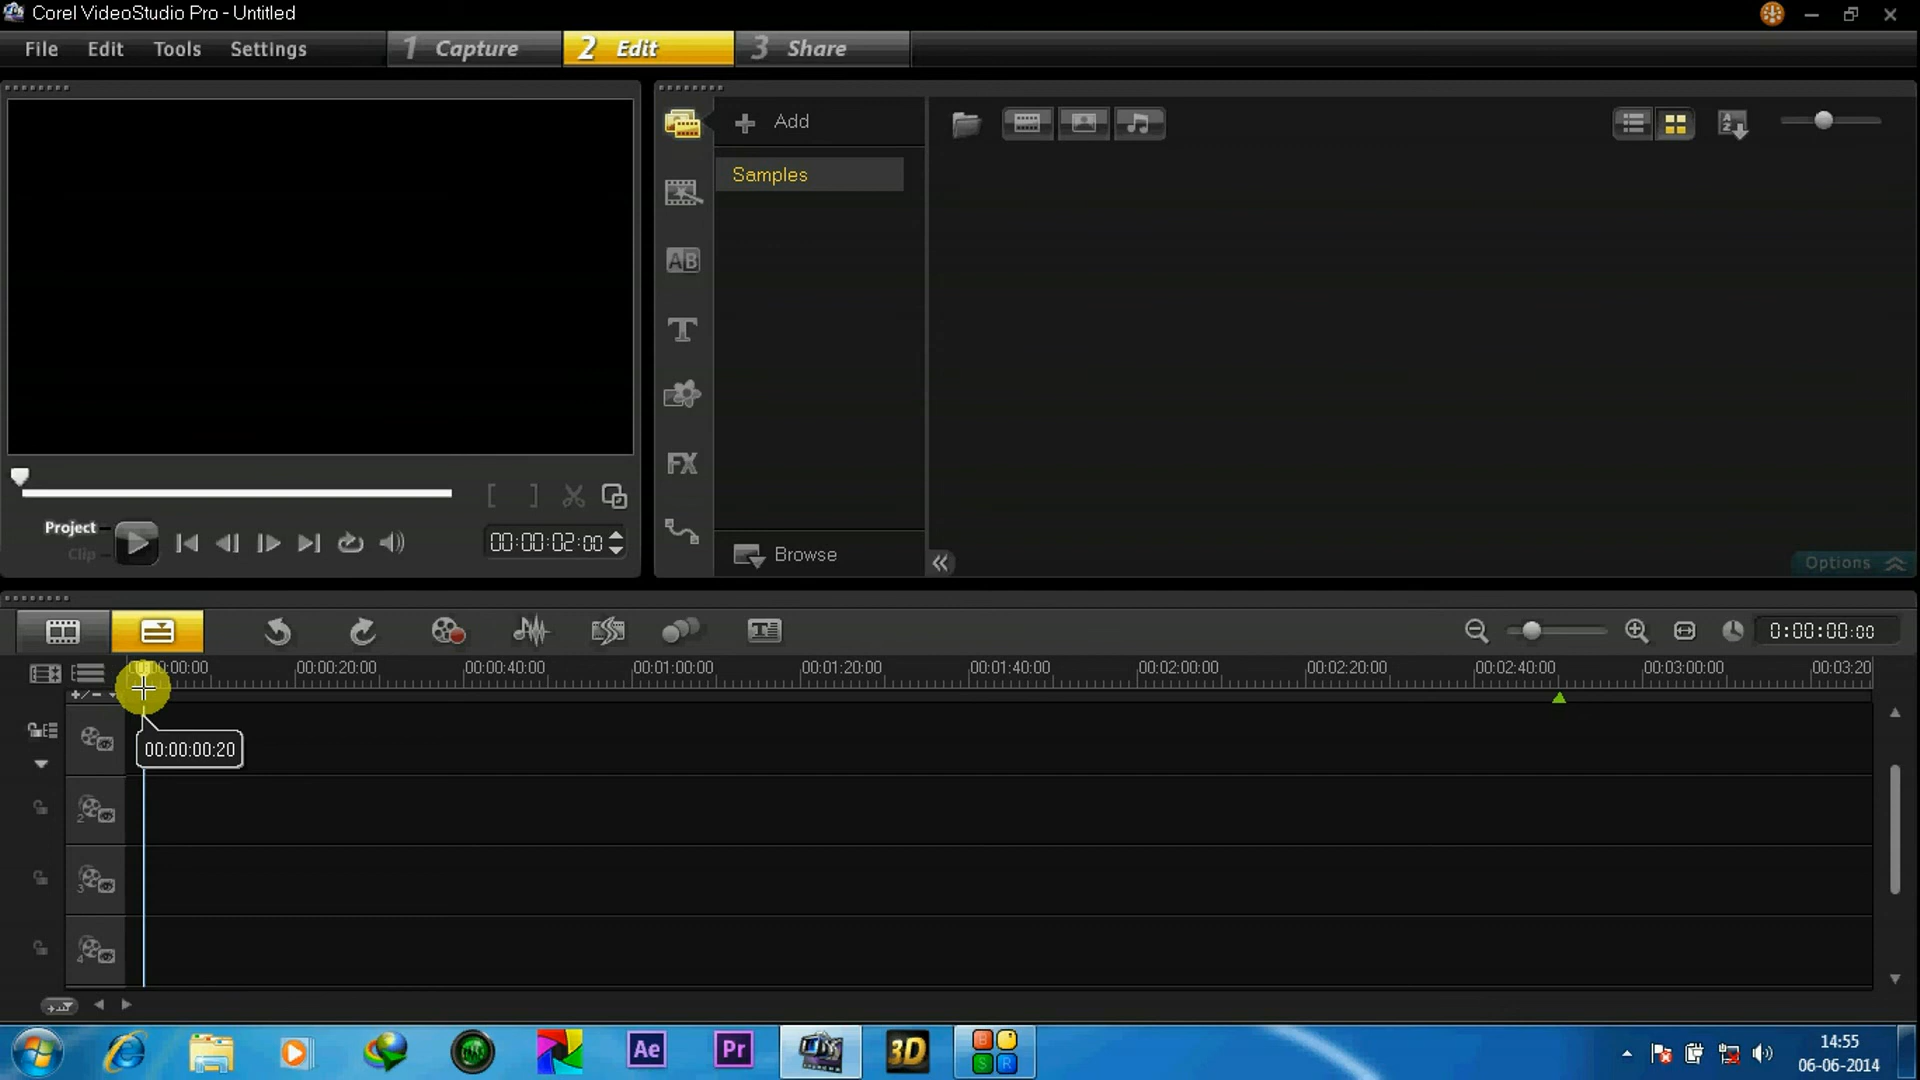 Corel VideoStudio Pro - Untitled
File Edit Tools Settings 1 Capture 2 Edit 3 Share
Add
Samples
AB
T
FX
Browse
Options
Project
Clip
00:00:02:00
0:00:00:00
00:00:00:00 00:00:20:00 00:00:40:00 00:01:00:00 00:01:20:00 00:01:40:00 00:02:00:00 00:02:20:00 00:02:40:00 00:03:00:00 00:03:20
00:00:00:20
2
3
4
Ae Pr 3D B S R
14:55
06-06-2014